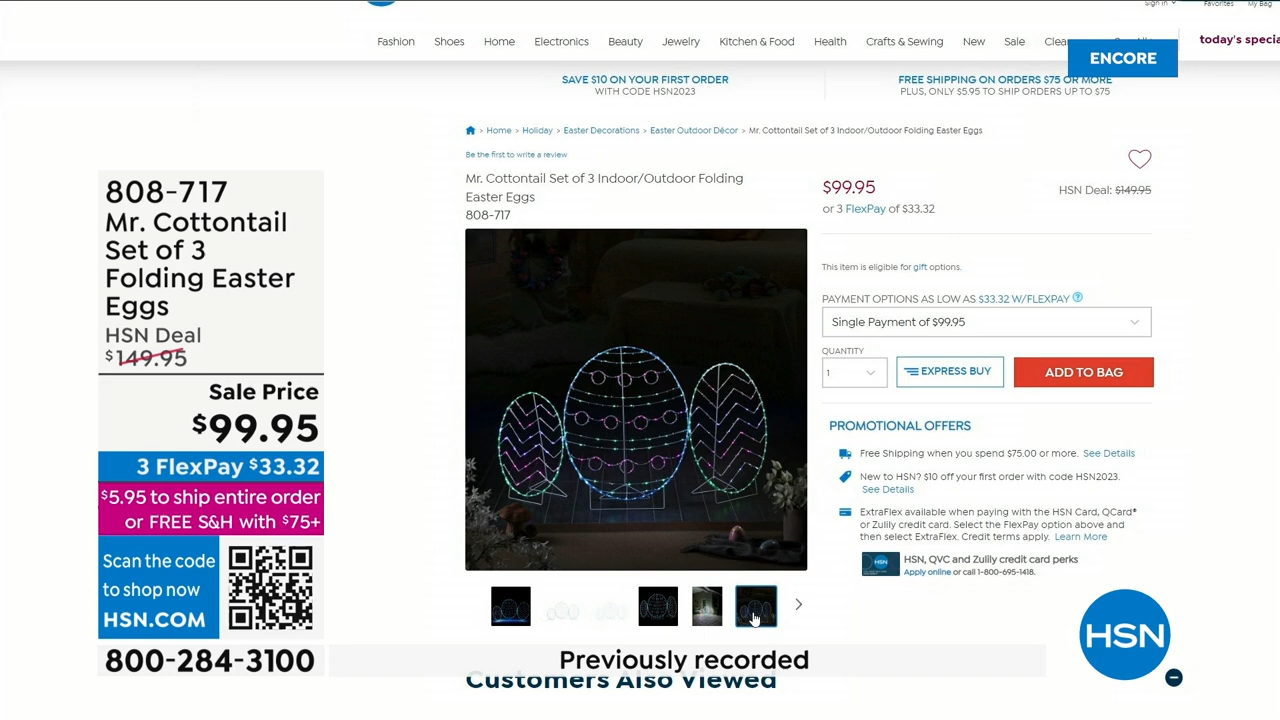 Sign in
Favorites
My Bag
Fashion
Shoes
Home
Electronics
Beauty
Jewelry
Kitchen & Food
Health
Crafts & Sewing
New
Sale
today's
ENCORE
SAVE $10 ON YOUR FIRST ORDER
WITH CODE HSN2023
FREE SHIPPING ON ORDERS $75 OR MORE
PLUS, ONLY $5.95 TO SHIP ORDERS UP TO $75
> Home > Holiday > Easter Decorations > Easter Outdoor Décor > Mr. Cottontail Set of 3 Indoor/Outdoor Folding Easter Eggs
Be the first to write a review
Mr. Cottontail Set of 3 Indoor/Outdoor Folding
Easter Eggs
808-717
$99.95
HSN Deal: $149.95
or 3 FlexPay of $33.32
This item is eligible for gift options.
PAYMENT OPTIONS AS LOW AS $33.32 W/FLEXPAY ?
Single Payment of $99.95
QUANTITY
1
EXPRESS BUY
ADD TO BAG
PROMOTIONAL OFFERS
Free Shipping when you spend $75.00 or more. See Details
New to HSN? $10 off your first order with code HSN2023.
See Details
ExtraFlex available when paying with the HSN Card, QCard®
or Zulily credit card. Select the FlexPay option above and
then select ExtraFlex. Credit terms apply. Learn More
HSN
HSN, QVC and Zulily credit card perks
Apply online or call 1-800-695-1418.
808-717
Mr. Cottontail
Set of 3
Folding Easter
Eggs
HSN Deal
$149.95
Sale Price
$99.95
3 FlexPay $33.32
$5.95 to ship entire order
or FREE S&H with $75+
Scan the code
to shop now
HSN.COM
800-284-3100
Previously recorded
Customers Also Viewed
HSN